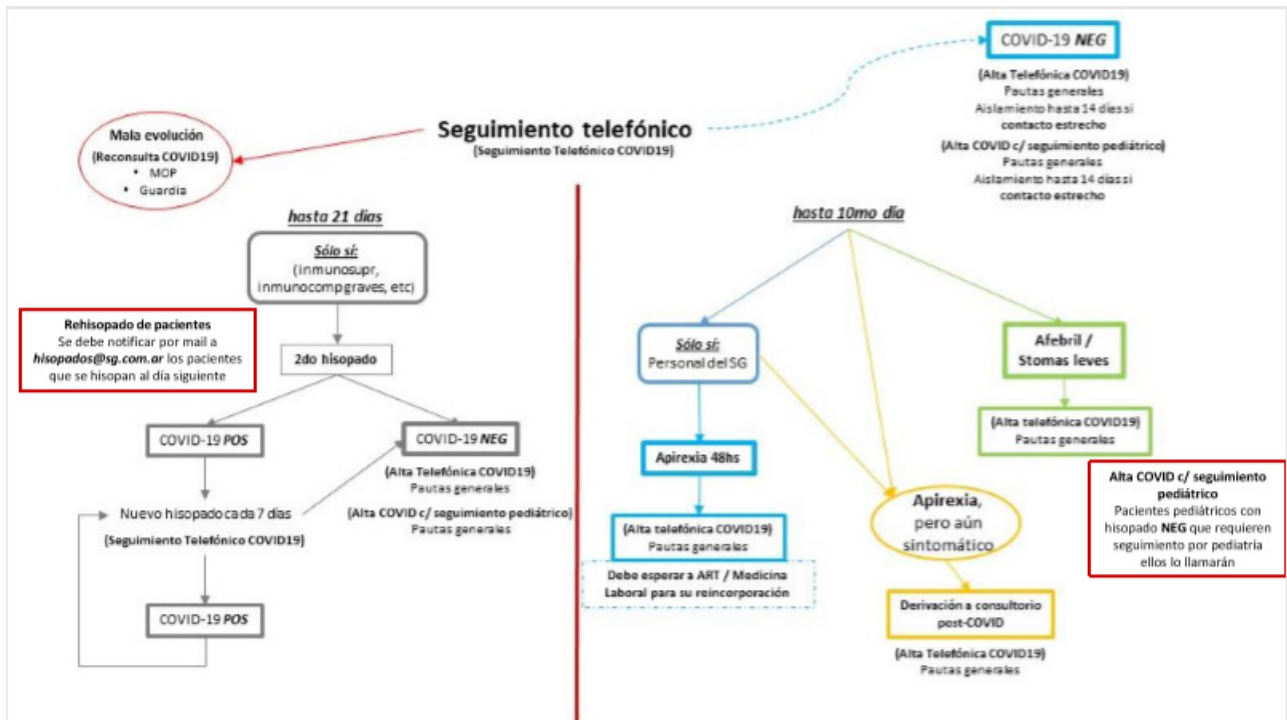 COVID-19 NEG
(Alta Telefónica COVID19)
Pautas generales
Aislamiento hasta 14 días si
contacto estrecho
(Alta COVID c/ seguimiento pediátrico)
Pautas generales
Aislamiento hasta 14 días si
contacto estrecho
Seguimiento telefónico
(Seguimiento Telefónico COVID19)
Mala evolución
(Reconsulta COVID19)
• MOP
• Guardia
hasta 21 días
Sólo sí:
(inmunosupr,
inmunocomp graves, etc)
Rehisopado de pacientes
Se debe notificar por mail a
hisopados@sg.com.ar los pacientes
que se hisopan al día siguiente
2do hisopado
COVID-19 POS
COVID-19 NEG
(Alta Telefónica COVID19)
Pautas generales
(Alta COVID c/ seguimiento pediátrico)
Pautas generales
Nuevo hisopado cada 7 días
(Seguimiento Telefónico COVID19)
COVID-19 POS
hasta 10mo día
Sólo sí:
Personal del SG
Apirexia 48hs
(Alta telefónica COVID19)
Pautas generales
Debe esperar a ART / Medicina
Laboral para su reincorporación
Apirexia,
pero aún
sintomático
Derivación a consultorio
post-COVID
(Alta Telefónica COVID19)
Pautas generales
Afebril /
Stomas leves
(Alta telefónica COVID19)
Pautas generales
Alta COVID c/ seguimiento
pediátrico
Pacientes pediátricos con
hisopado NEG que requieren
seguimiento por pediatría
ellos lo llamarán